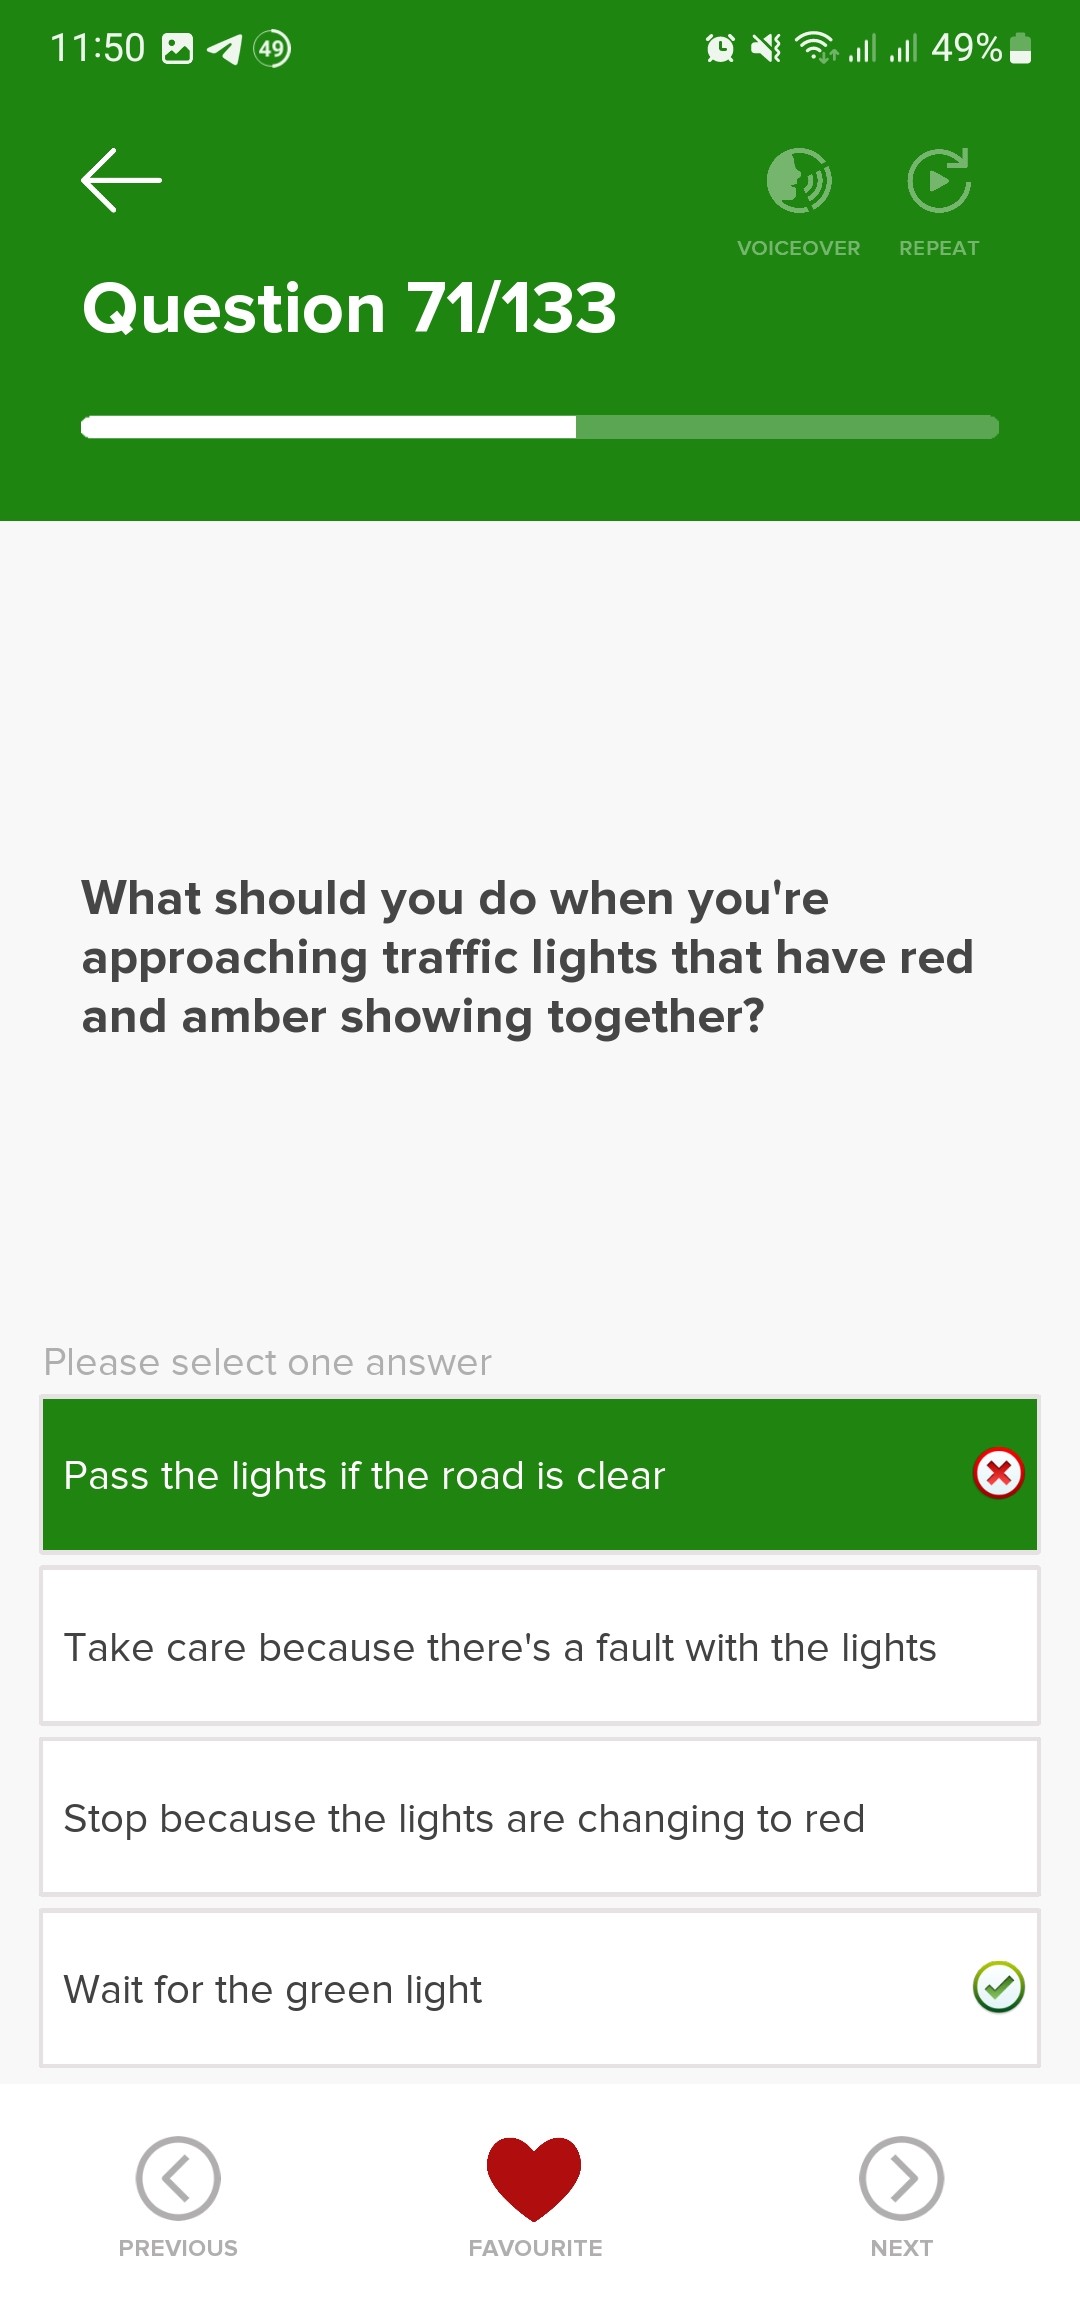 11:50 49 49%
VOICEOVER REPEAT
Question 71/133
What should you do when you're
approaching traffic lights that have red
and amber showing together?
Please select one answer
Pass the lights if the road is clear
Take care because there's a fault with the lights
Stop because the lights are changing to red
Wait for the green light
PREVIOUS FAVOURITE NEXT